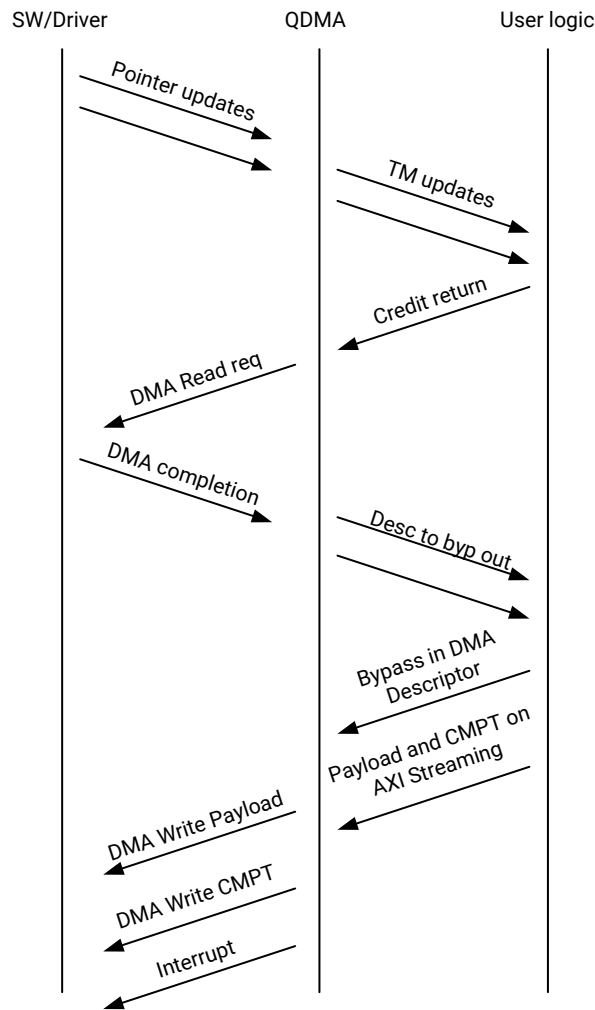 SW/Driver
QDMA
User logic
Pointer updates
TM updates
Credit return
DMA Read req
DMA completion
Desc to byp out
Bypass in DMA
Descriptor
Payload and CMPT on
AXI Streaming
DMA Write Payload
DMA Write CMPT
Interrupt